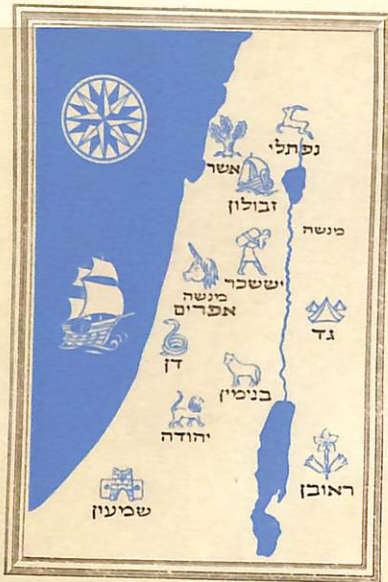 נפתלי
אשר
זבולון
מנשה
יששכר
מנשה
אפרים
גד
דן
בנימין
יהודה
ראובן
שמעון